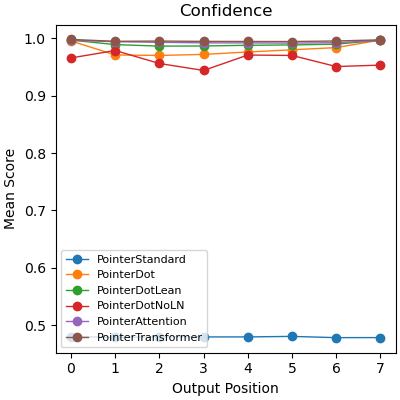 Confidence
Mean Score
1.0
0.9
0.8
0.7
0.6
0.5
PointerStandard
PointerDot
PointerDotLean
PointerDotNoLN
PointerAttention
PointerTransformer
0 1 2 3 4 5 6 7
Output Position